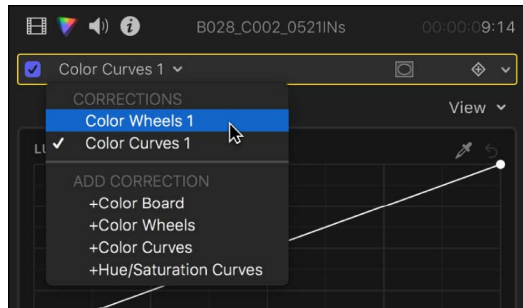 B028_C002_0521INs 00:00:09:14
Color Curves 1
CORRECTIONS
Color Wheels 1
✓ Color Curves 1
View
ADD CORRECTION
+Color Board
+Color Wheels
+Color Curves
+Hue/Saturation Curves